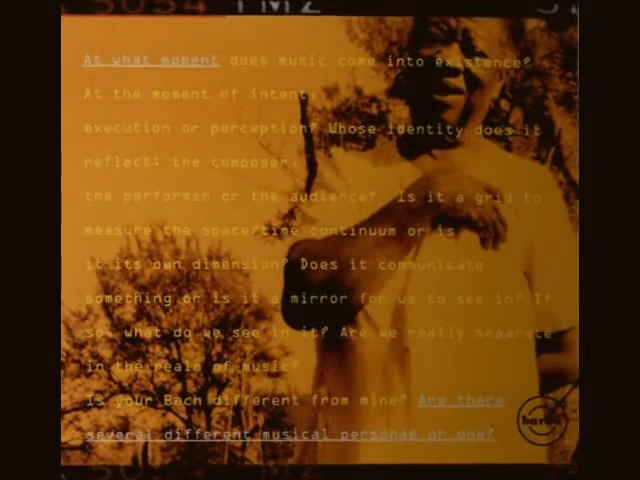 5054 TMZ
At what moment does music come into existence?
At the moment of intent,
execution or perception? Whose identity does it
reflect: the composer,
the performer or the audience? Is it a grid to
measure the space/time continuum or is
it its own dimension? Does it communicate
something or is it a mirror for us to see in? If
so, what do we see in it? Are we really separate
in the realm of music?
Is your Bach different from mine? Are there
several different musical personae or one?